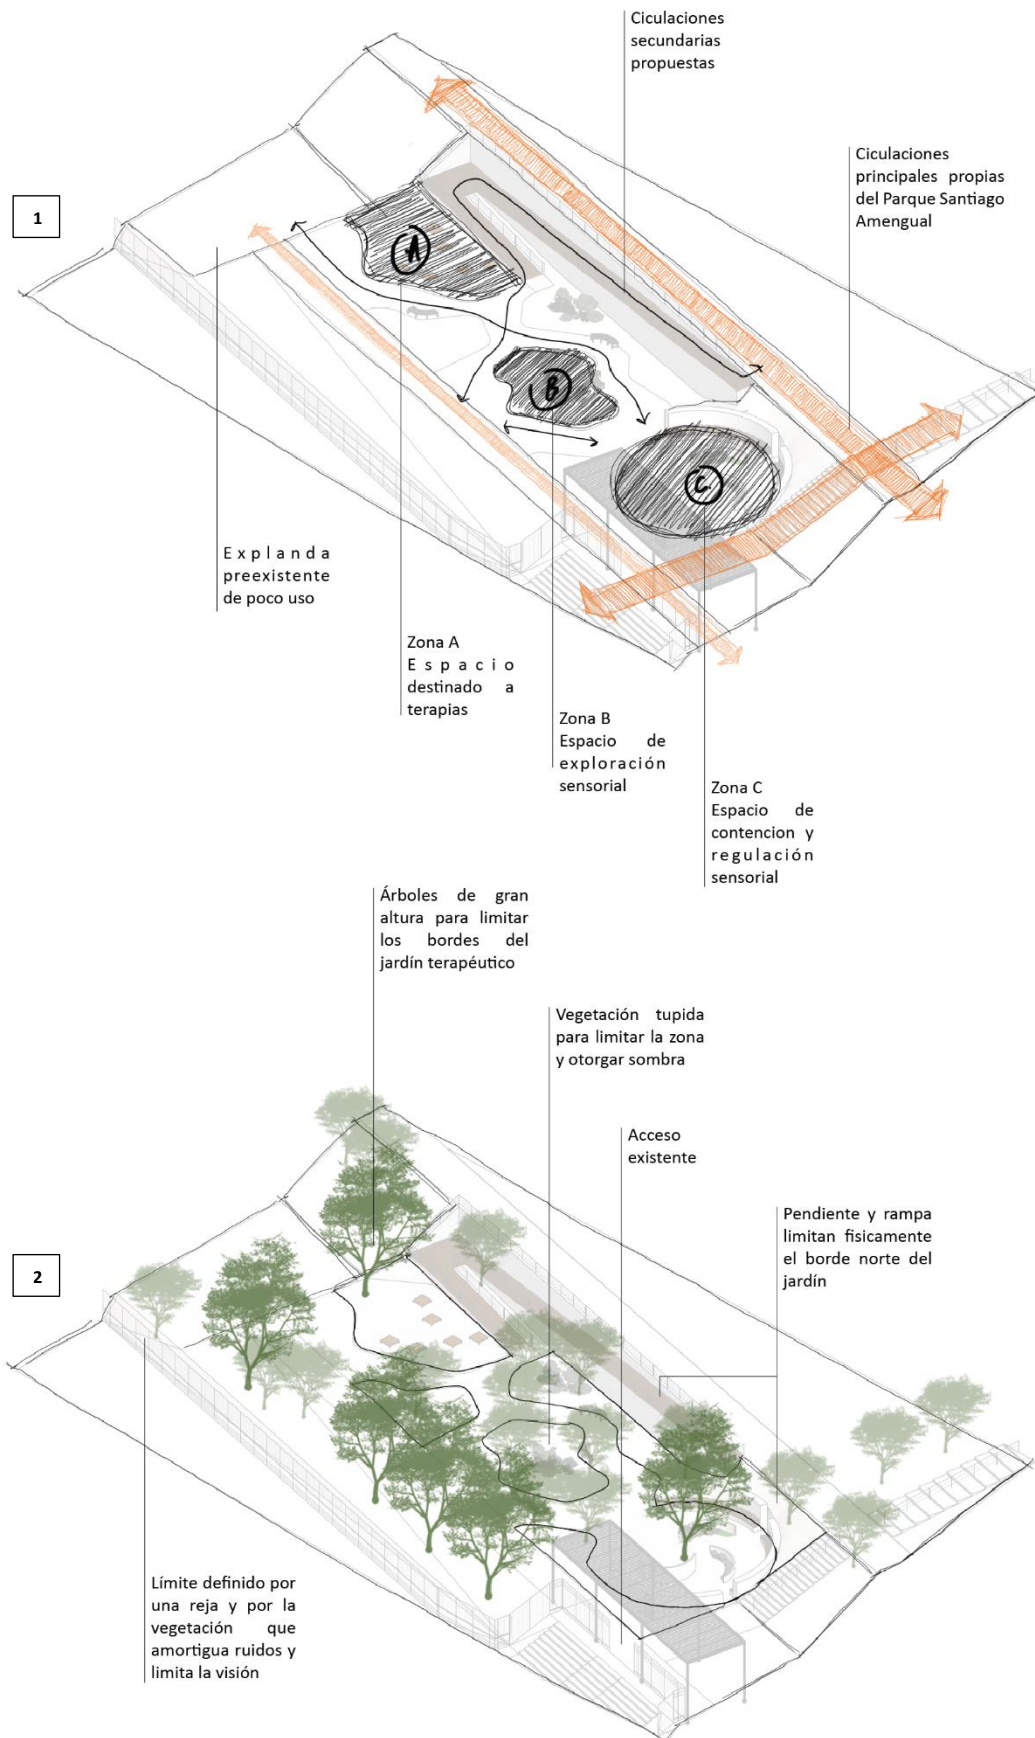 Ciculaciones
secundarias
propuestas
Ciculaciones
principales propias
del Parque Santiago
Amengual
1
A
B
C.
Explanda
preexistente
de poco uso
Zona A
Espacio
destinado a
terapias
Zona B
Espacio de
exploración
sensorial
Zona C
Espacio de
contencion y
regulación
sensorial
Árboles de gran
altura para limitar
los bordes del
jardín terapéutico
Vegetación tupida
para limitar la zona
y otorgar sombra
Acceso
existente
Pendiente y rampa
limitan fisicamente
el borde norte del
jardín
2
Límite definido por
una reja y por la
vegetación que
amortigua ruidos y
limita la visión